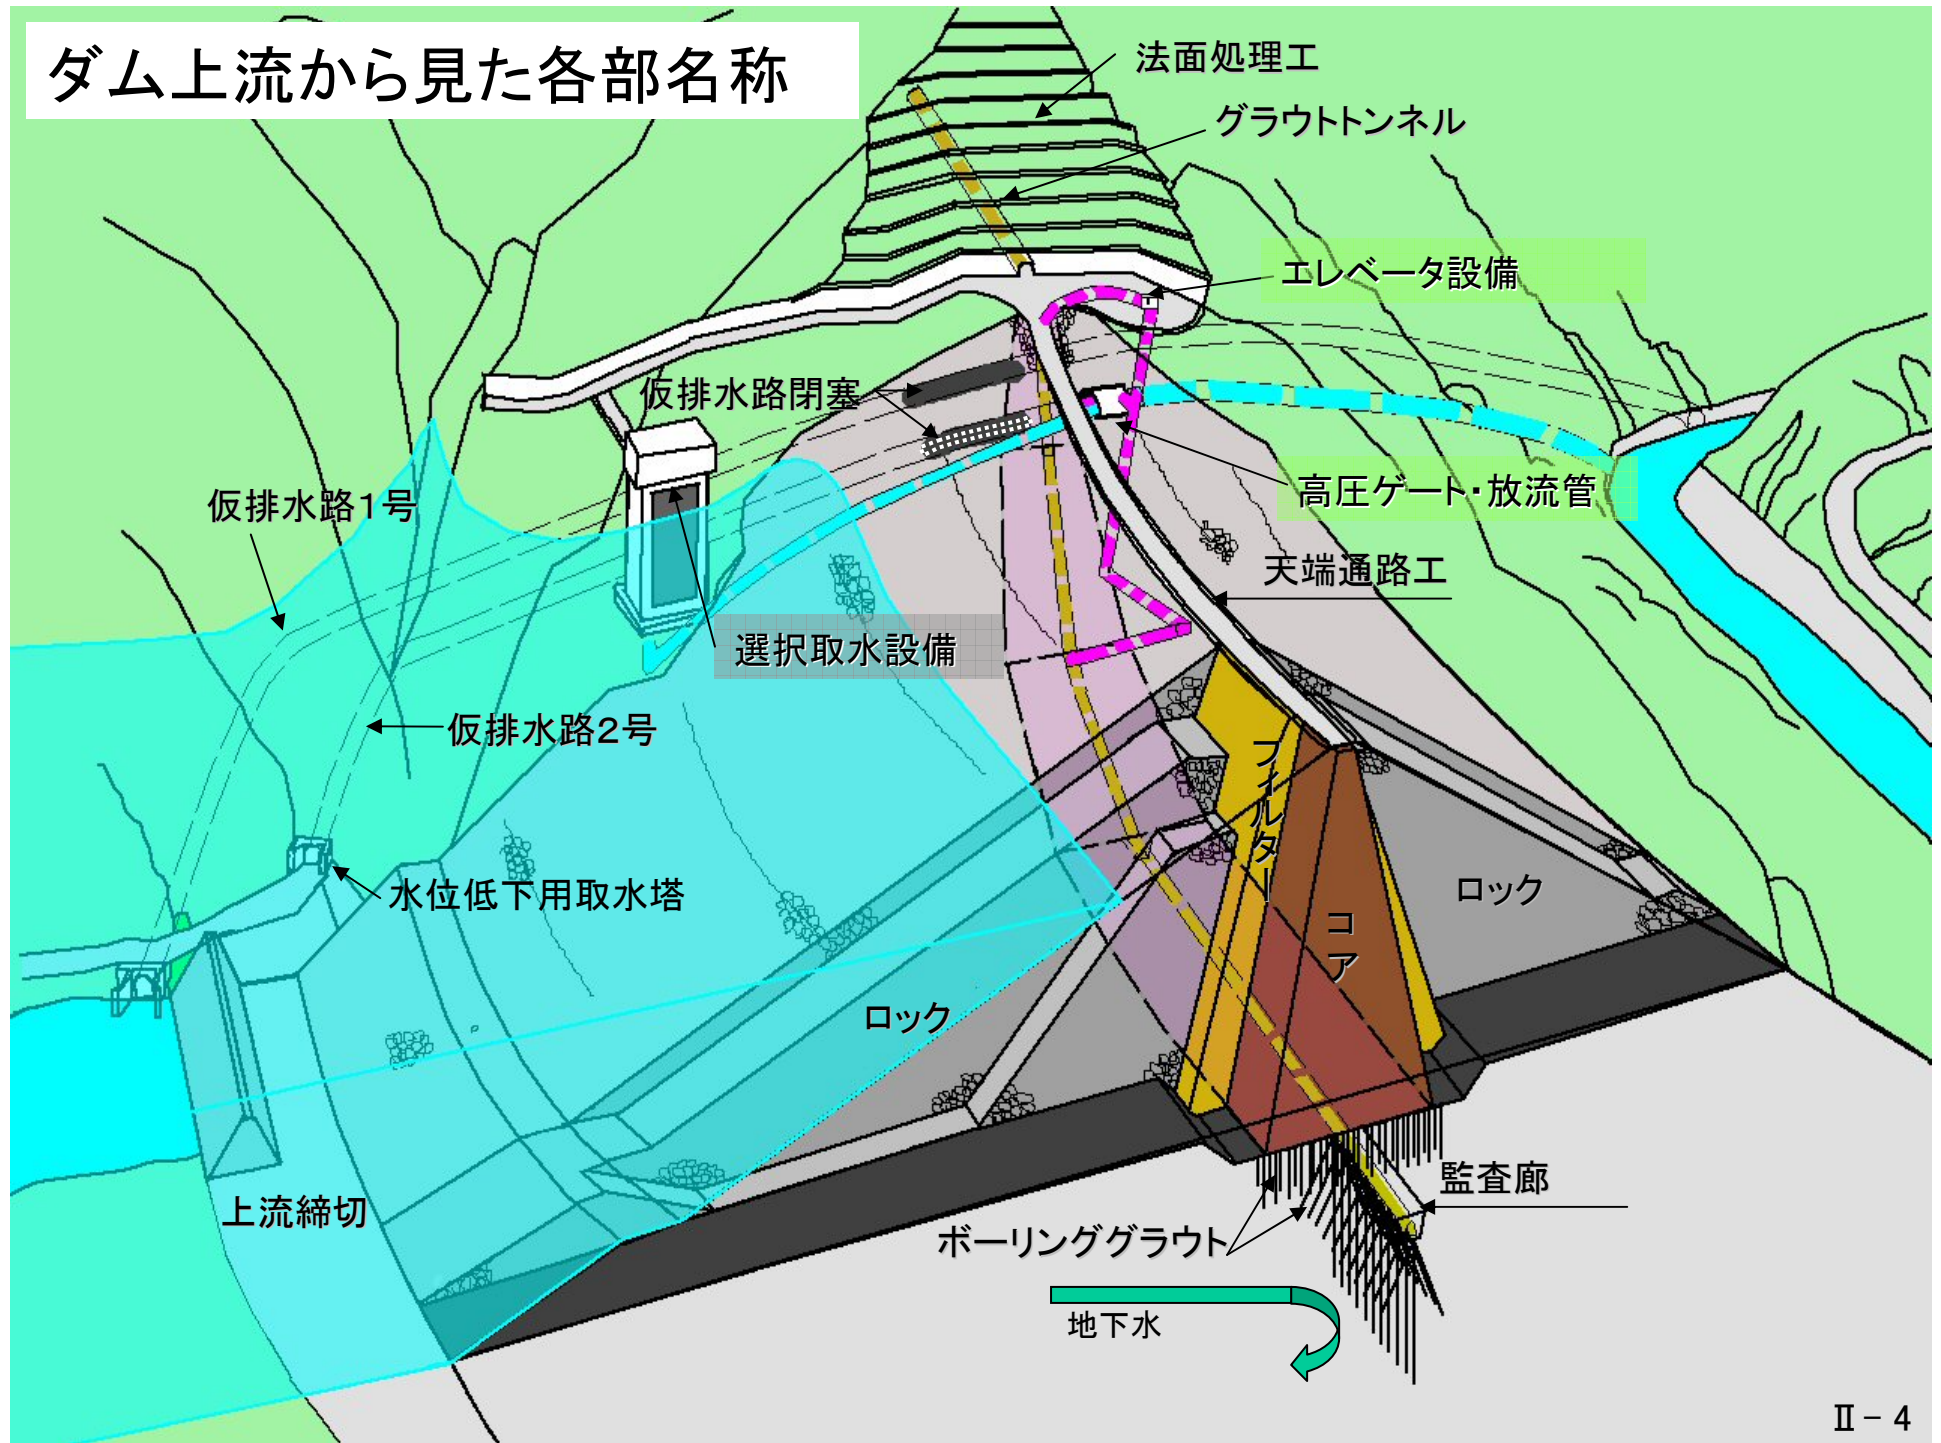 ダム上流から見た各部名称
法面処理工
グラウトトンネル
エレベータ設備
仮排水路閉塞
仮排水路1号
高圧ゲート・放流管
天端通路工
選択取水設備
仮排水路2号
フィルター
水位低下用取水塔
ロック
コア
ロック
監査廊
上流締切
ボーリンググラウト
地下水
Ⅱ－4